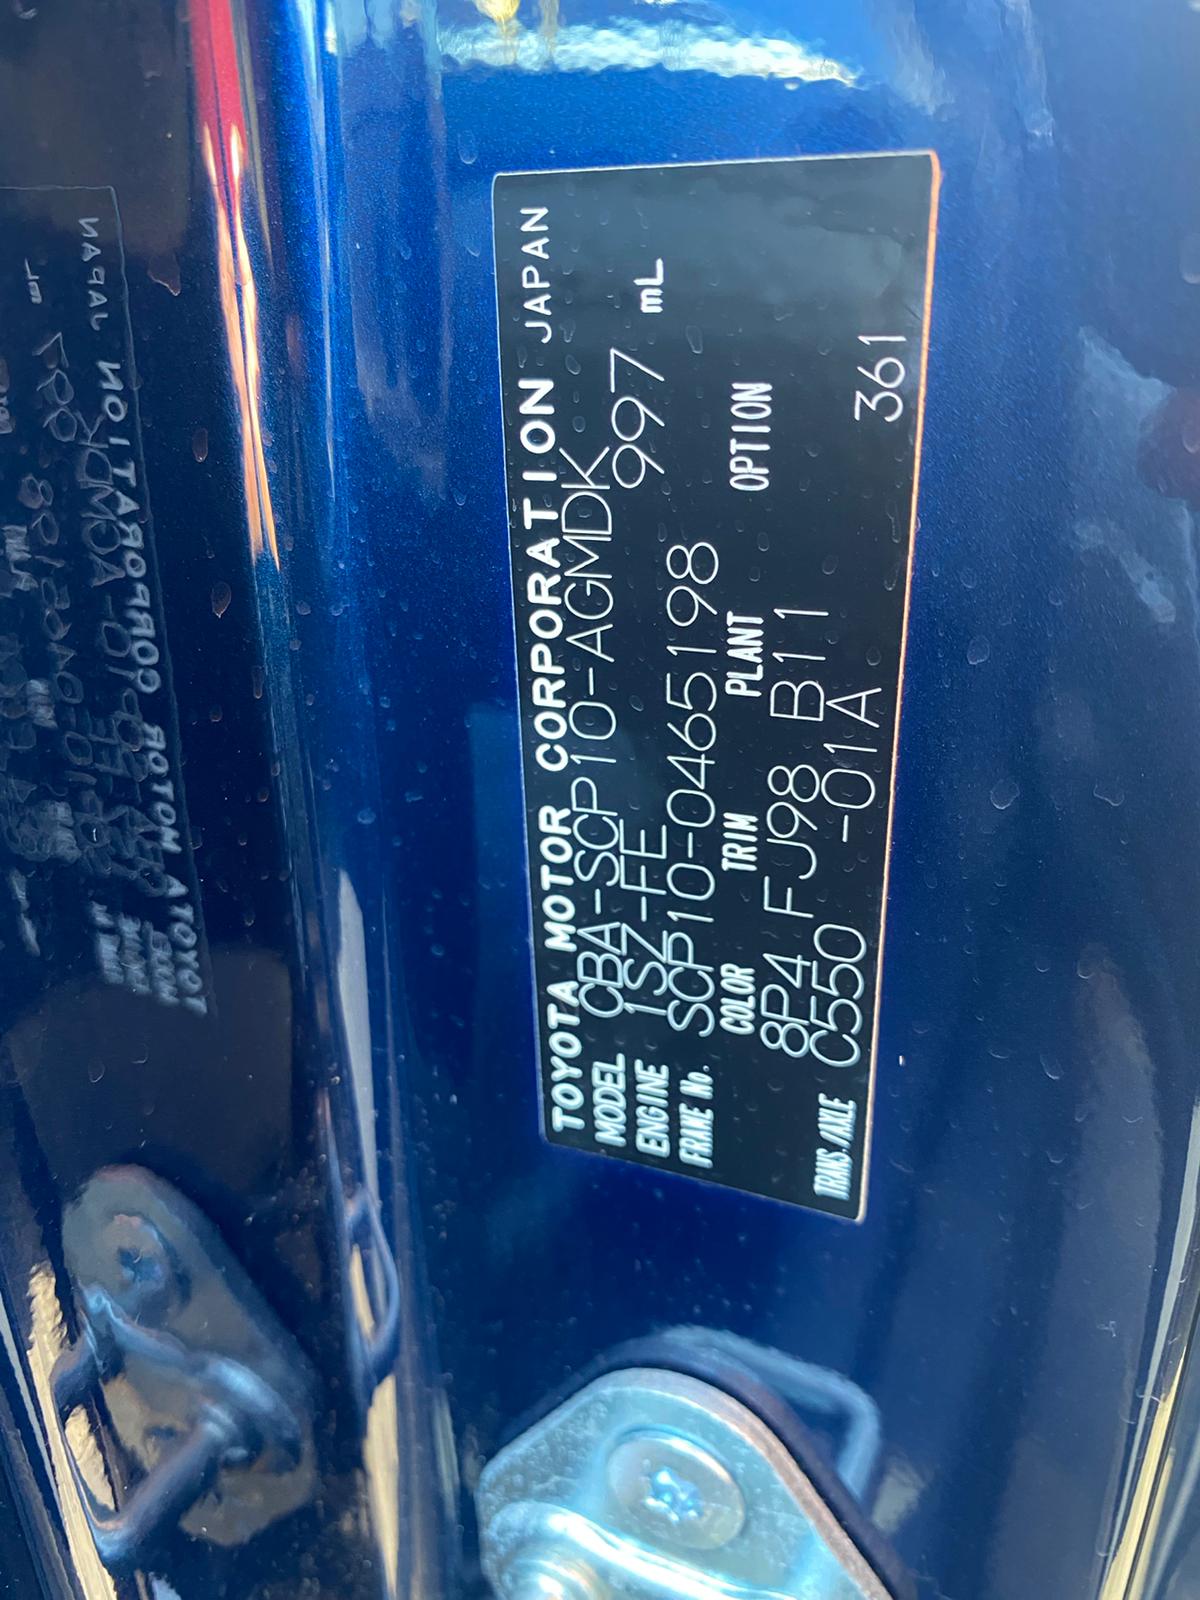 TOYOTA MOTOR CORPORATION JAPAN
MODEL CBA-SCP10-AGMDK
ENGINE 1SZ-FE 997 mL
FRAME No. SCP10-0465198
COLOR TRIM PLANT OPTION
8P4 FJ98 B11
TRANS./AXLE C550 -01A 361